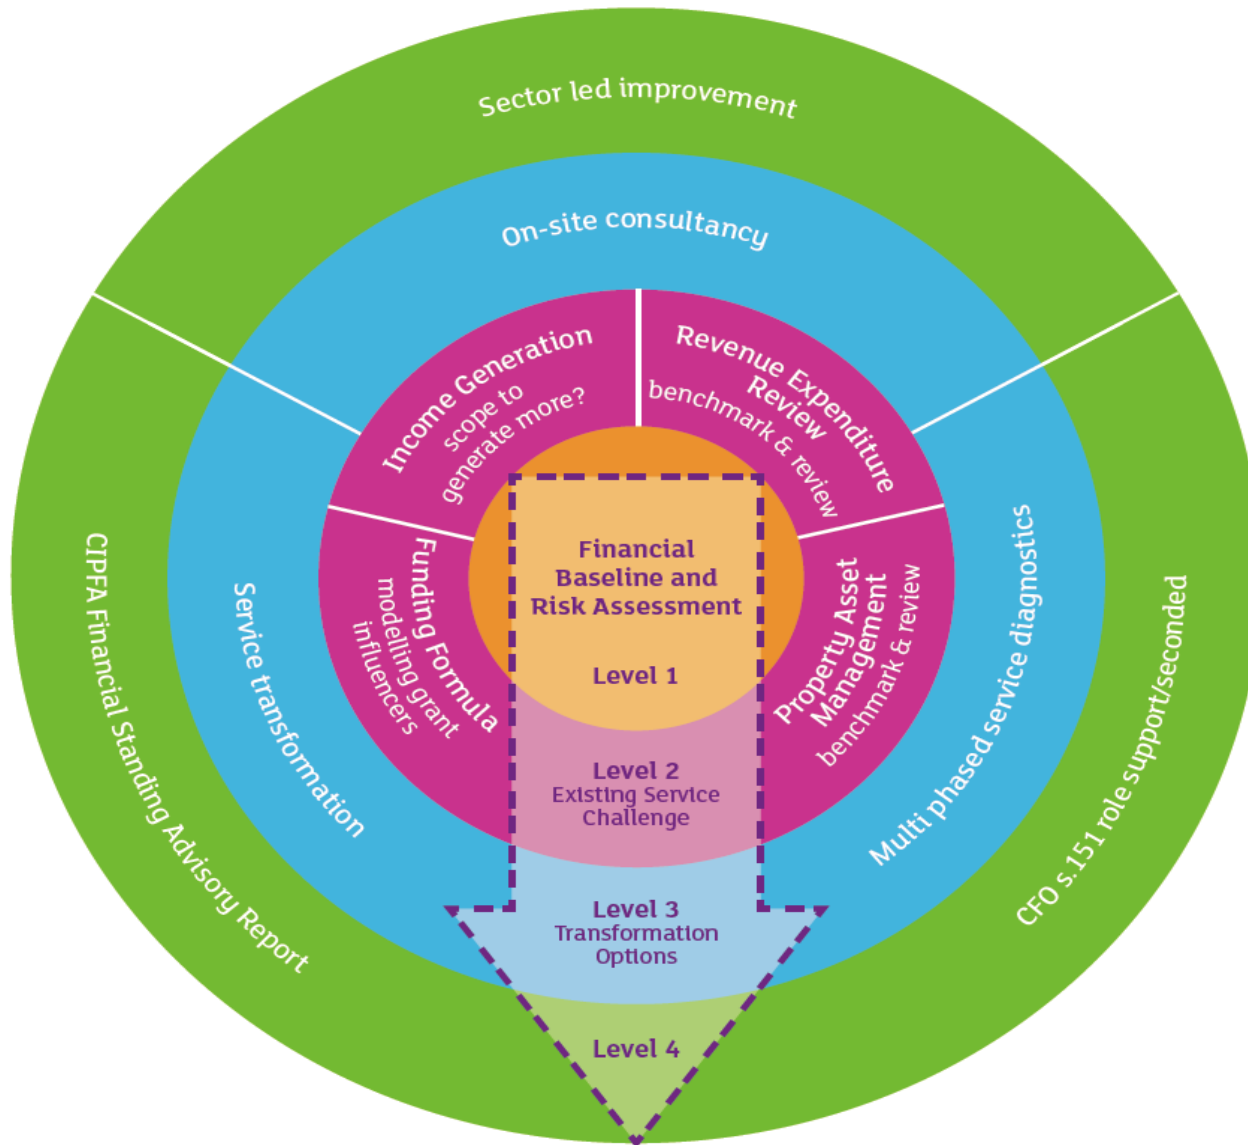 Sector led improvement
On-site consultancy
Income Generation
scope to
generate more?
Revenue Expenditure
Review
benchmark & review
Funding Formula
modelling grant
influencers
Property Asset
Management
benchmark & review
Service transformation
Multi phased service diagnostics
CIPFA Financial Standing Advisory Report
CFO s.151 role support/seconded
Financial
Baseline and
Risk Assessment
Level 1
Level 2
Existing Service
Challenge
Level 3
Transformation
Options
Level 4